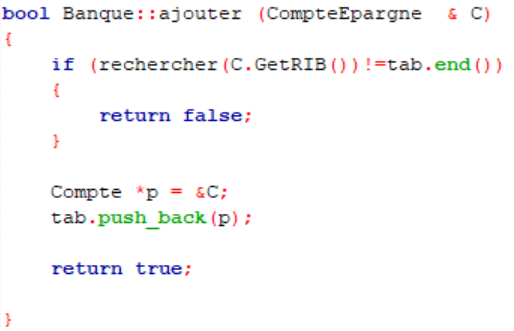 bool Banque::ajouter (CompteEpargne & C)
{
if (rechercher(C.GetRIB())!=tab.end())
{
return false;
}
Compte *p = &C;
tab.push_back(p);
return true;
}